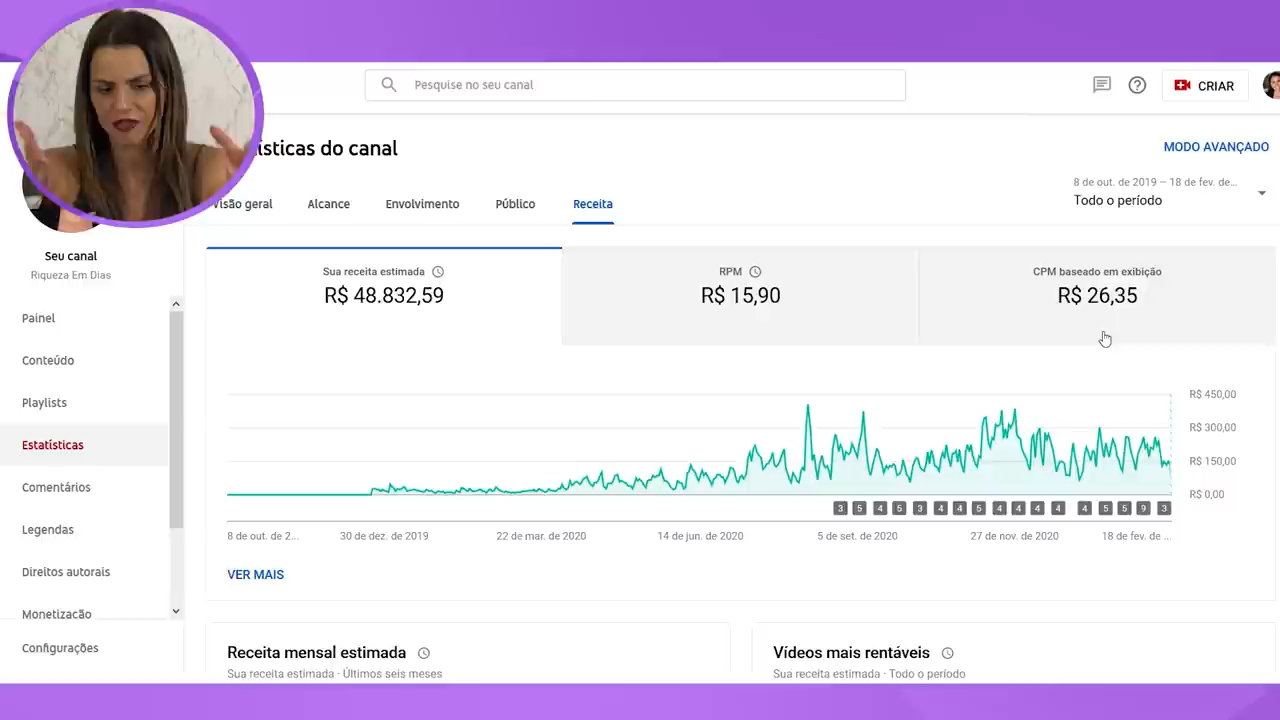 Pesquise no seu canal
CRIAR
ísticas do canal
MODO AVANÇADO
8 de out. de 2019 – 18 de fev. de...
Todo o período
Visão geral
Alcance
Envolvimento
Público
Receita
Seu canal
Riqueza Em Dias
Painel
Conteúdo
Playlists
Estatísticas
Comentários
Legendas
Direitos autorais
Monetização
Configurações
Sua receita estimada
R$ 48.832,59
RPM
R$ 15,90
CPM baseado em exibição
R$ 26,35
R$ 450,00
R$ 300,00
R$ 150,00
R$ 0,00
3 5 4 5 3 4 4 5 4 4 4 4 4 5 5 9 3
8 de out. de 2... 30 de dez. de 2019 22 de mar. de 2020 14 de jun. de 2020 5 de set. de 2020 27 de nov. de 2020 18 de fev. de ...
VER MAIS
Receita mensal estimada
Sua receita estimada · Últimos seis meses
Vídeos mais rentáveis
Sua receita estimada · Todo o período